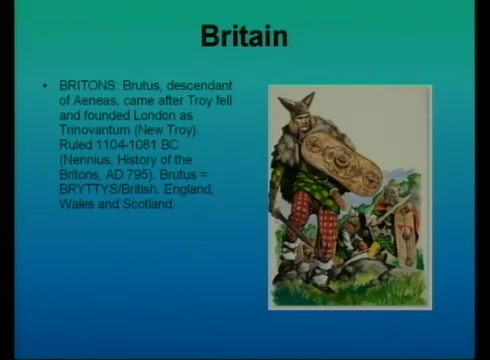 Britain
• BRITONS: Brutus, descendant
of Aeneas, came after Troy fell
and founded London as
Trinovantum (New Troy).
Ruled 1104-1081 BC
(Nennius, History of the
Britons, AD 795). Brutus =
BRYTTYS/British. England,
Wales and Scotland.